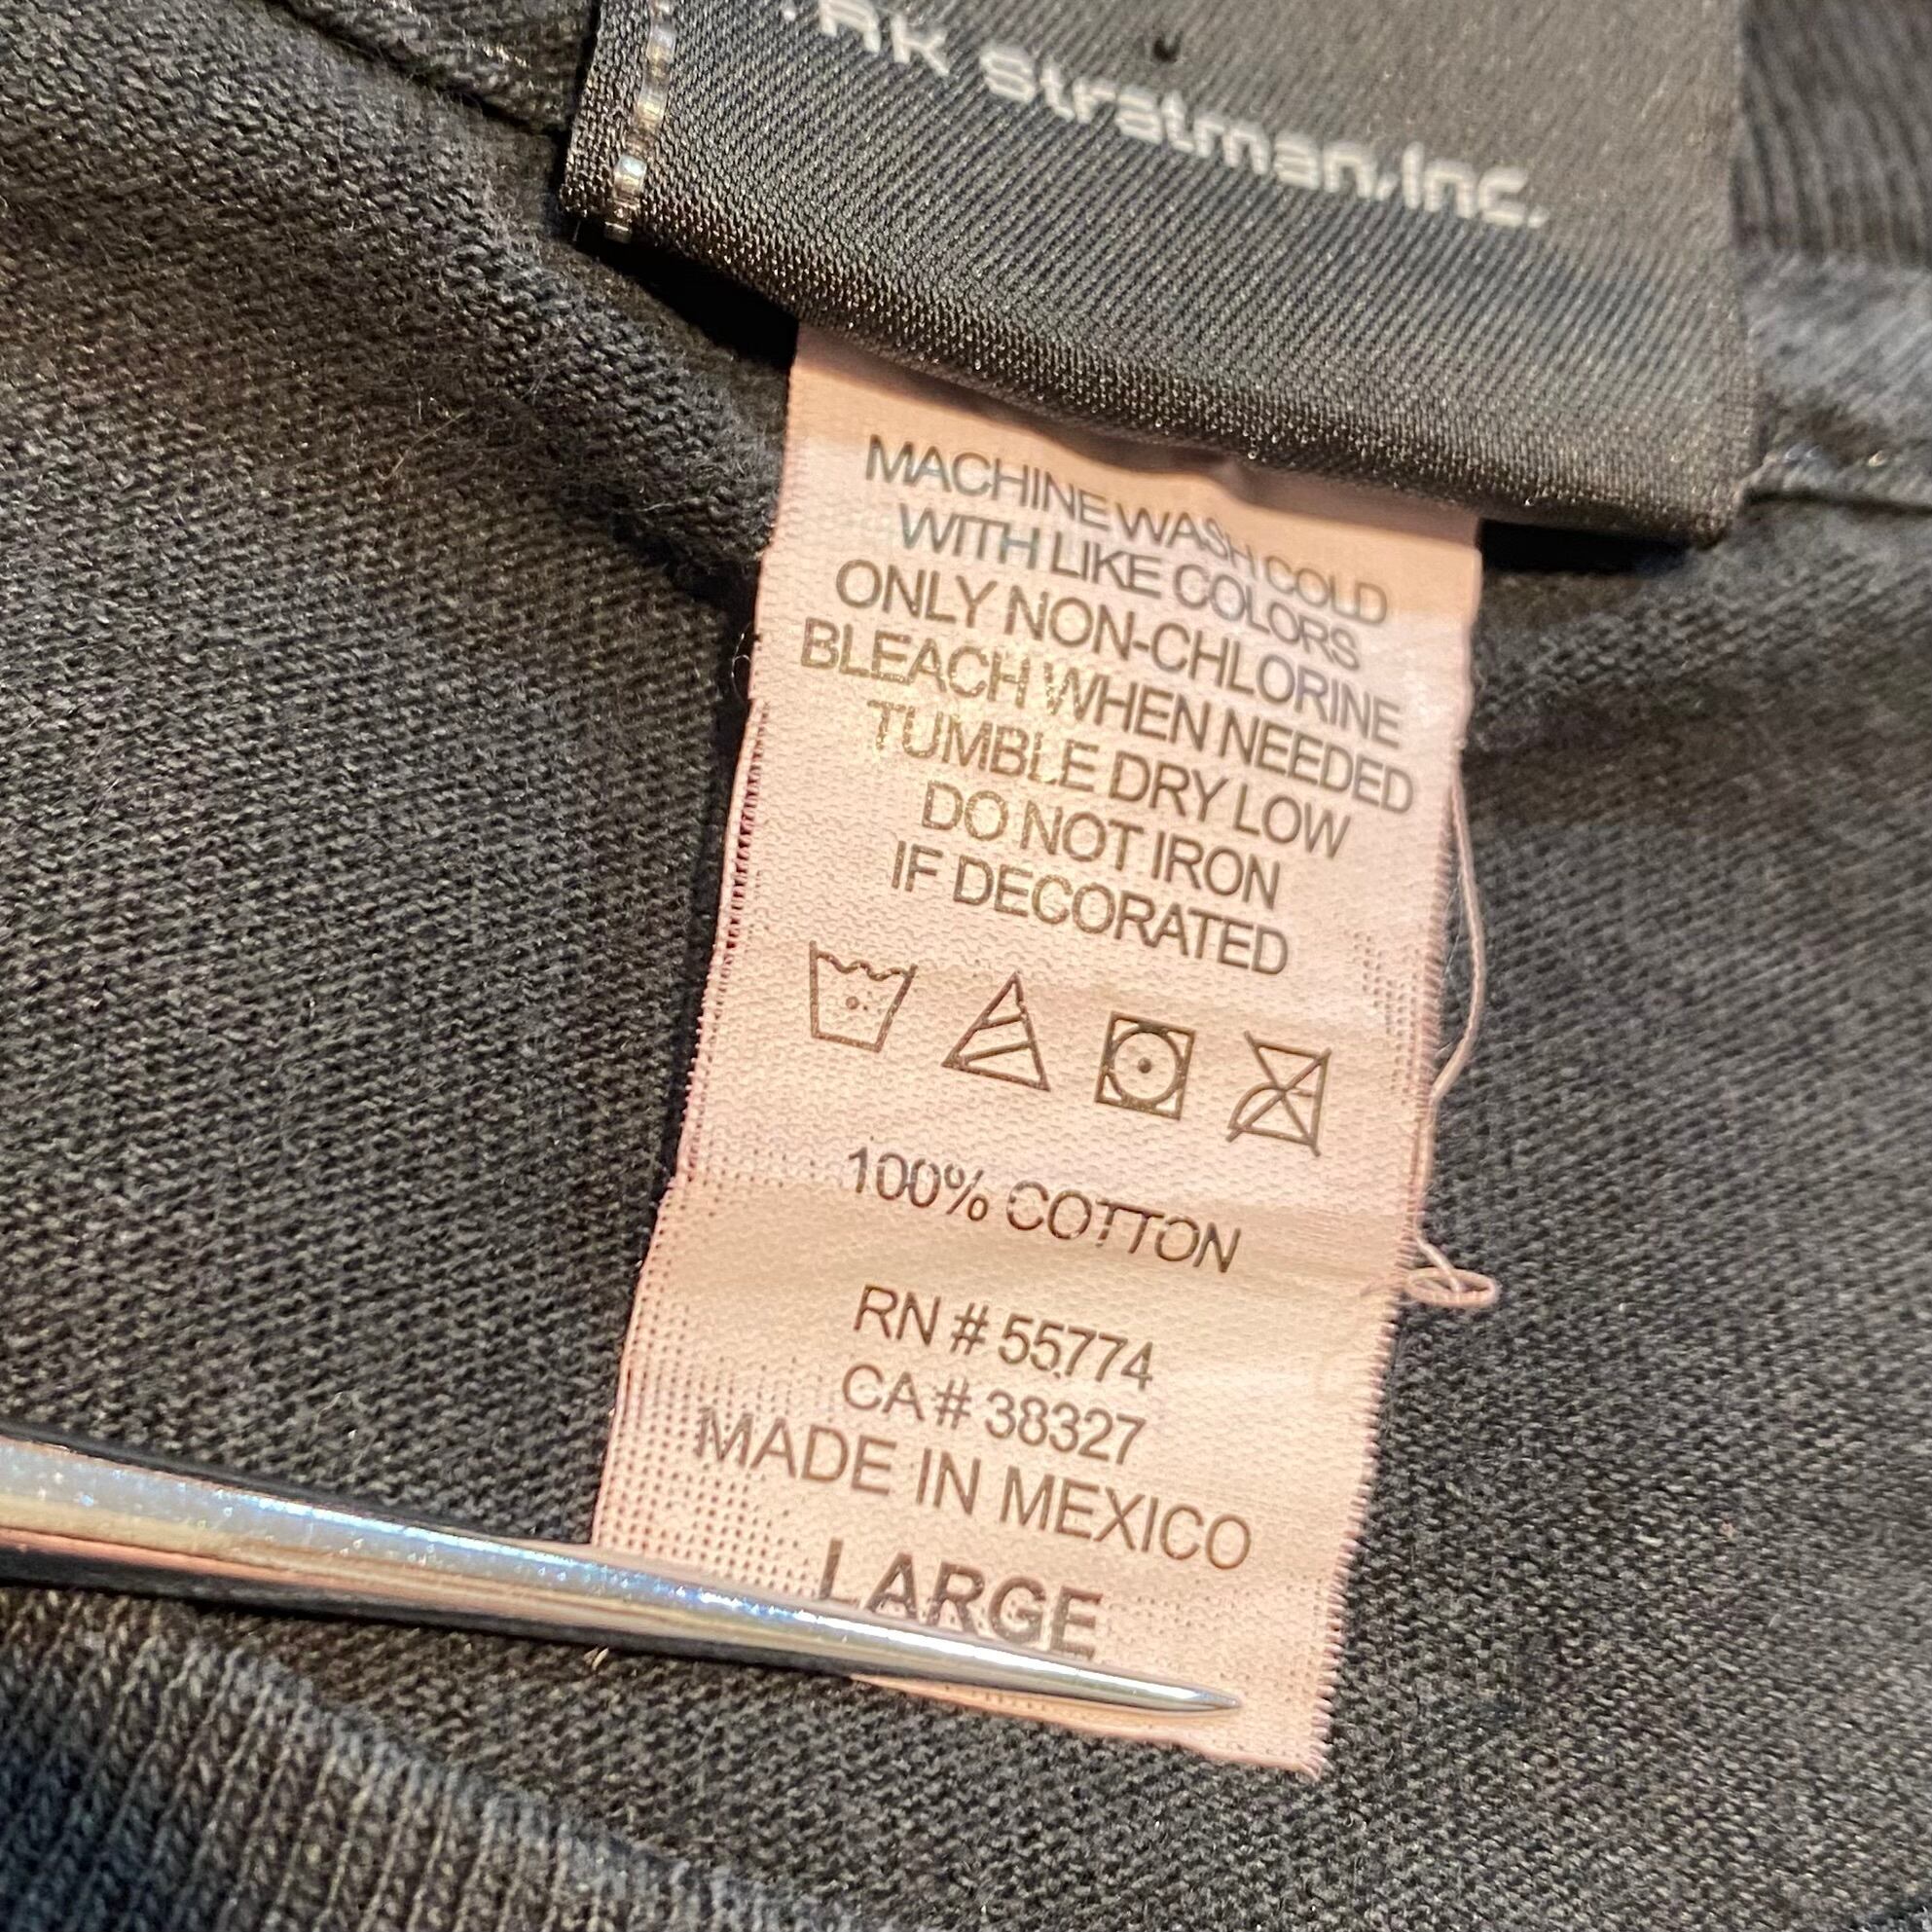 Stratman, Inc.
MACHINE WASH COLD
WITH LIKE COLORS
ONLY NON-CHLORINE
BLEACH WHEN NEEDED
TUMBLE DRY LOW
DO NOT IRON
IF DECORATED
100% COTTON
RN # 55774
CA # 38327
MADE IN MEXICO
LARGE